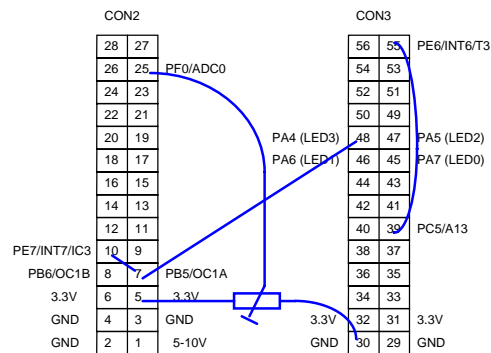 CON2 CON3
28 27 56 55 PE6/INT6/T3
26 25 PF0/ADC0 54 53
24 23 52 51
22 21 50 49
20 19 PA4 (LED3) 48 47 PA5 (LED2)
18 17 PA6 (LED1) 46 45 PA7 (LED0)
16 15 44 43
14 13 42 41
12 11 40 39 PC5/A13
PE7/INT7/IC3 10 9 38 37
PB6/OC1B 8 7 PB5/OC1A 36 35
3.3V 6 5 3.3V 34 33
GND 4 3 GND 3.3V 32 31 3.3V
GND 2 1 5-10V GND 30 29 GND